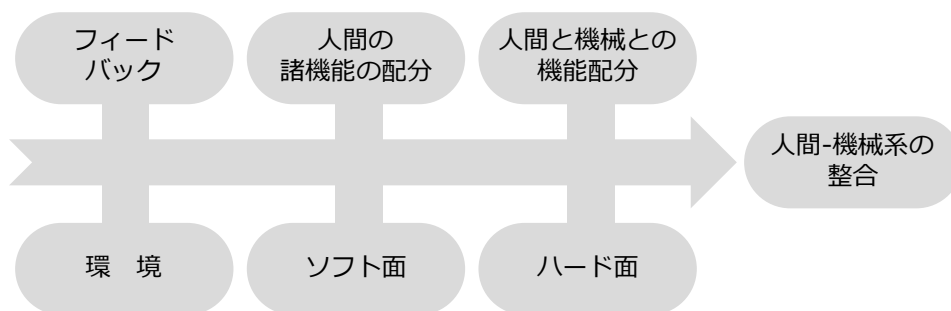 フィード
バック
人間の
諸機能の配分
人間と機械との
機能配分
人間-機械系の
整合
環　境
ソフト面
ハード面